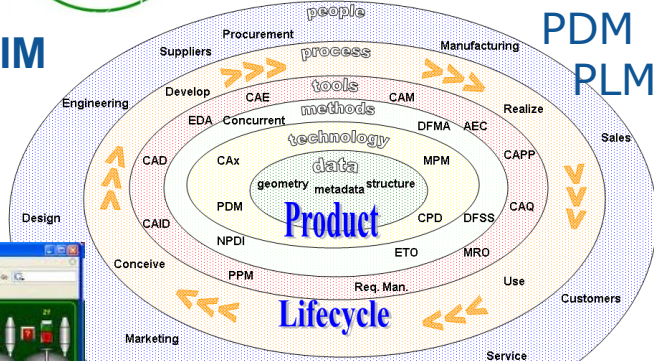 people
PDM
PLM
IM
Procurement
Suppliers
process
Manufacturing
Develop
tools
Engineering
CAE
CAM
Realize
methods
EDA
Concurrent
DFMA
AEC
Sales
technology
CAD
CAx
data
MPM
CAPP
geometry
metadata
structure
PDM
Product
CPD
DFSS
CAQ
Design
CAID
NPDI
ETO
MRO
Conceive
PPM
Req. Man.
Use
Lifecycle
Customers
Marketing
Service